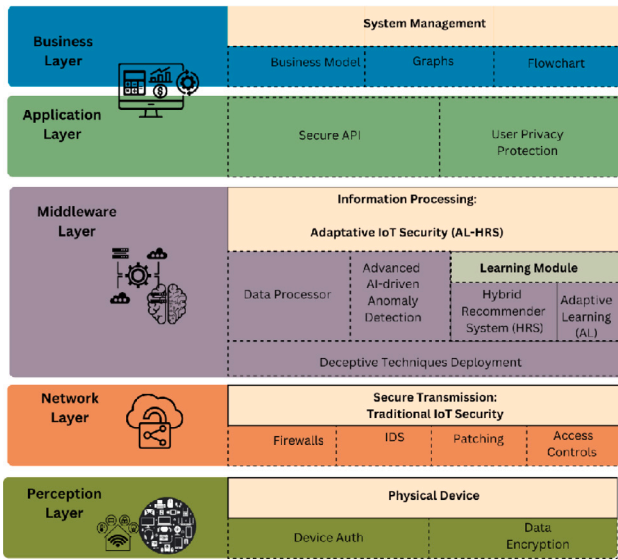 System Management
Business
Layer
Business Model
Graphs
Flowchart
Application
Layer
Secure API
User Privacy
Protection
Information Processing:
Adaptative IoT Security (AL-HRS)
Middleware
Layer
Data Processor
Advanced
AI-driven
Anomaly
Detection
Learning Module
Hybrid
Recommender
System (HRS)
Adaptive
Learning
(AL)
Deceptive Techniques Deployment
Network
Layer
Secure Transmission:
Traditional IoT Security
Firewalls
IDS
Patching
Access
Controls
Perception
Layer
Physical Device
Device Auth
Data
Encryption